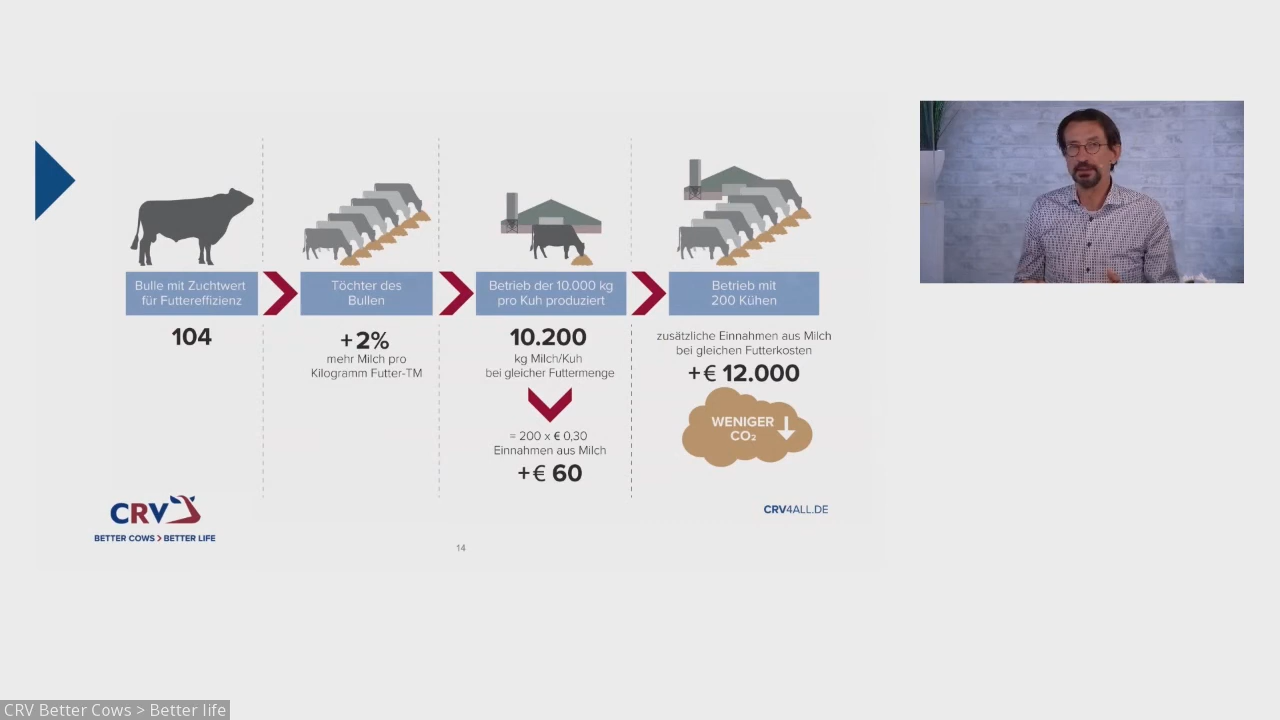 Bulle mit Zuchtwert
für Futtereffizienz
104
Töchter des
Bullen
+2%
mehr Milch pro
Kilogramm Futter-TM
Betrieb der 10.000 kg
pro Kuh produziert
10.200
kg Milch/Kuh
bei gleicher Futtermenge
= 200 x € 0,30
Einnahmen aus Milch
+€ 60
Betrieb mit
200 Kühen
zusätzliche Einnahmen aus Milch
bei gleichen Futterkosten
+€ 12.000
WENIGER
CO₂
CRV
BETTER COWS > BETTER LIFE
CRV4ALL.DE
14
CRV Better Cows > Better life